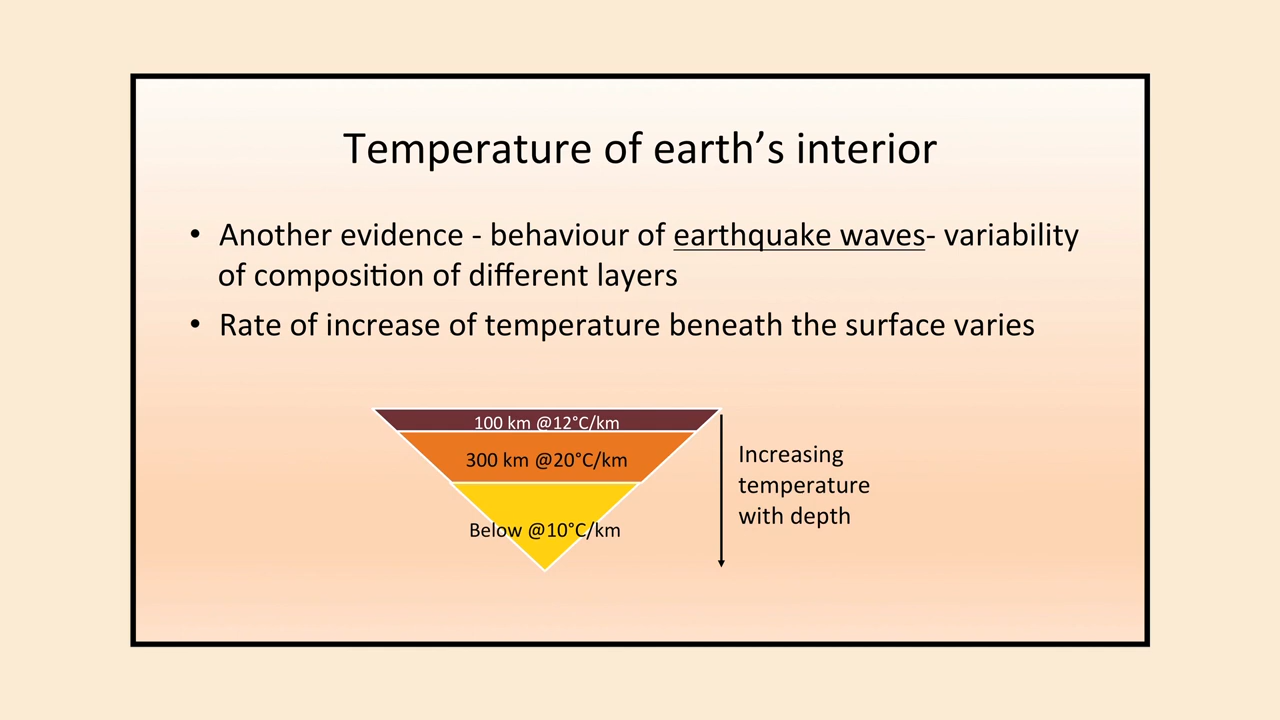 Temperature of earth’s interior
• Another evidence - behaviour of earthquake waves- variability
of composition of different layers
• Rate of increase of temperature beneath the surface varies
100 km @12°C/km
300 km @20°C/km
Below @10°C/km
Increasing
temperature
with depth